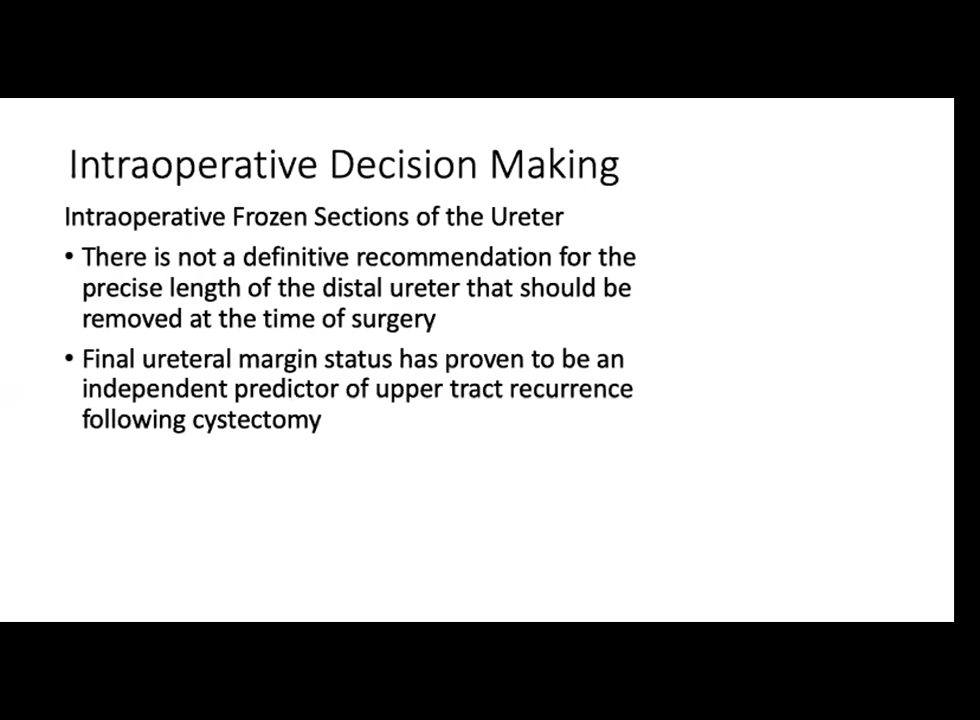 Intraoperative Decision Making
Intraoperative Frozen Sections of the Ureter
• There is not a definitive recommendation for the
precise length of the distal ureter that should be
removed at the time of surgery
• Final ureteral margin status has proven to be an
independent predictor of upper tract recurrence
following cystectomy